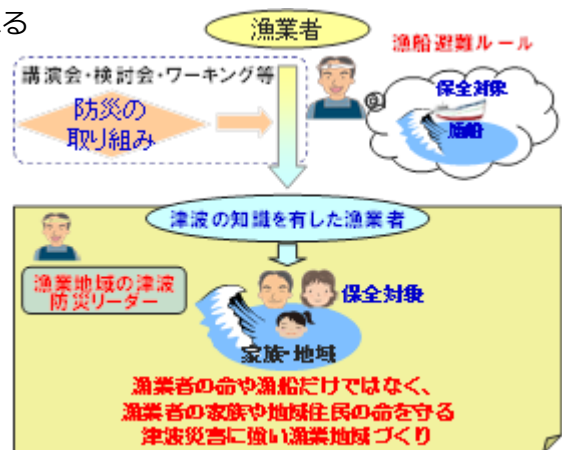 る
漁業者
漁船避難ルール
講演会・検討会・ワーキング等
防災の
取り組み
保全対象
漁船
津波の知識を有した漁業者
漁業地域の津波
防災リーダー
保全対象
家族・地域
漁業者の命や漁船だけではなく、
漁業者の家族や地域住民の命を守る
津波災害に強い漁業地域づくり